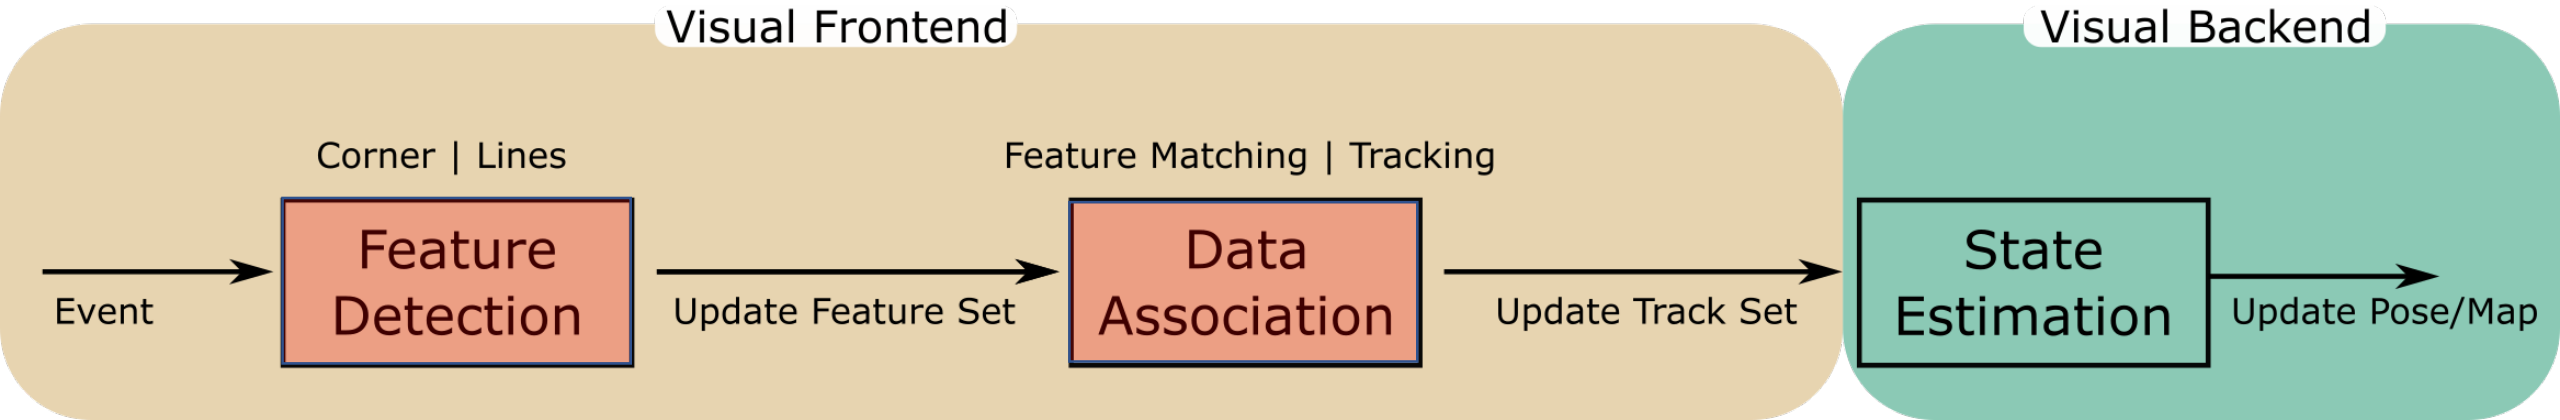 Visual Frontend
Visual Backend
Corner | Lines
Feature Matching | Tracking
Feature
Detection
Data
Association
State
Estimation
Event
Update Feature Set
Update Track Set
Update Pose/Map